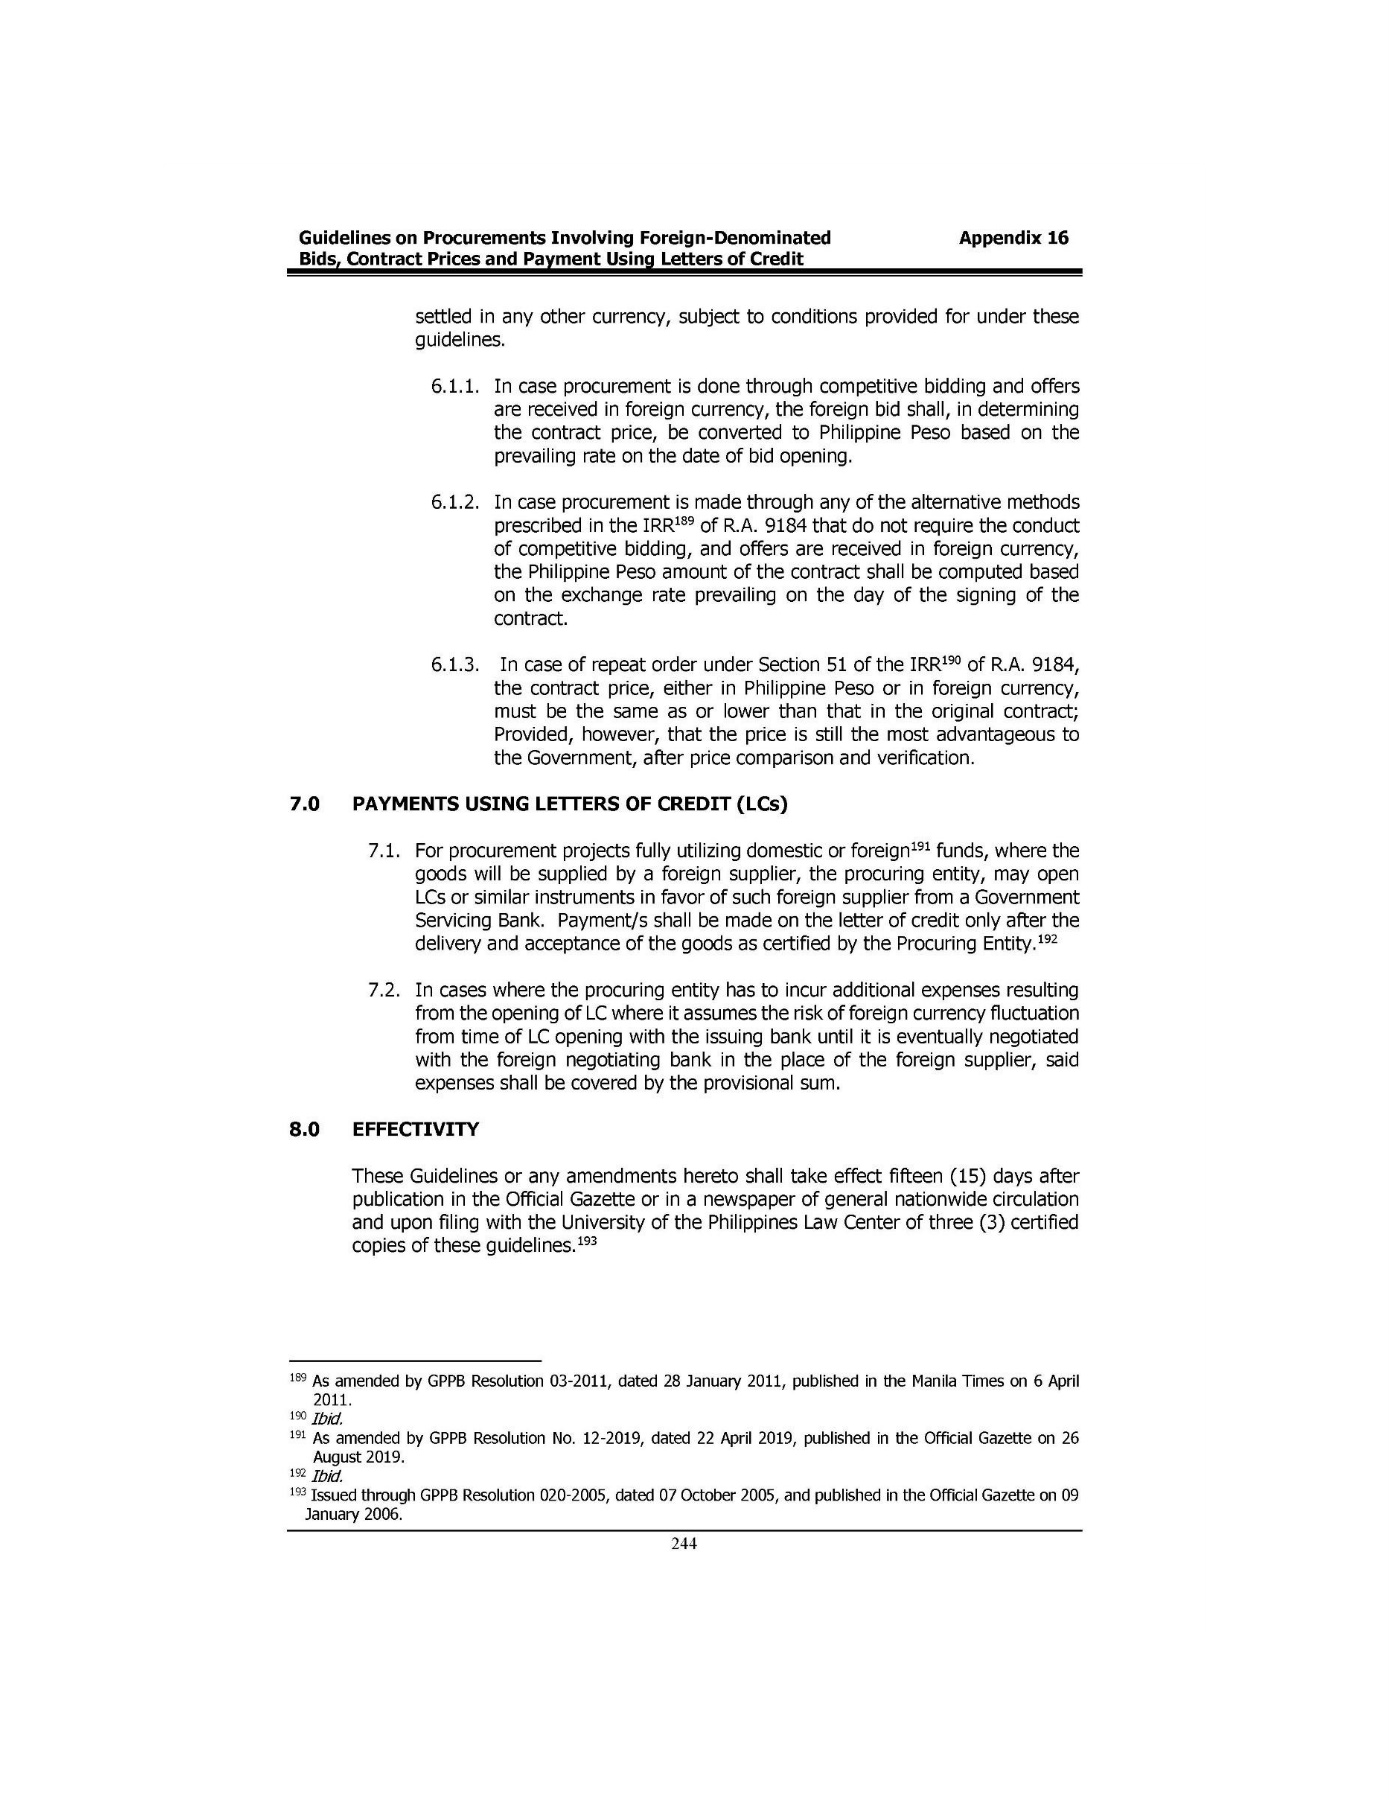 Guidelines on Procurements Involving Foreign-Denominated Appendix 16
Bids, Contract Prices and Payment Using Letters of Credit
settled in any other currency, subject to conditions provided for under these
guidelines.
6.1.1. In case procurement is done through competitive bidding and offers
are received in foreign currency, the foreign bid shall, in determining
the contract price, be converted to Philippine Peso based on the
prevailing rate on the date of bid opening.
6.1.2. In case procurement is made through any of the alternative methods
prescribed in the IRR189 of R.A. 9184 that do not require the conduct
of competitive bidding, and offers are received in foreign currency,
the Philippine Peso amount of the contract shall be computed based
on the exchange rate prevailing on the day of the signing of the
contract.
6.1.3. In case of repeat order under Section 51 of the IRR190 of R.A. 9184,
the contract price, either in Philippine Peso or in foreign currency,
must be the same as or lower than that in the original contract;
Provided, however, that the price is still the most advantageous to
the Government, after price comparison and verification.
7.0 PAYMENTS USING LETTERS OF CREDIT (LCs)
7.1. For procurement projects fully utilizing domestic or foreign191 funds, where the
goods will be supplied by a foreign supplier, the procuring entity, may open
LCs or similar instruments in favor of such foreign supplier from a Government
Servicing Bank. Payment/s shall be made on the letter of credit only after the
delivery and acceptance of the goods as certified by the Procuring Entity.192
7.2. In cases where the procuring entity has to incur additional expenses resulting
from the opening of LC where it assumes the risk of foreign currency fluctuation
from time of LC opening with the issuing bank until it is eventually negotiated
with the foreign negotiating bank in the place of the foreign supplier, said
expenses shall be covered by the provisional sum.
8.0 EFFECTIVITY
These Guidelines or any amendments hereto shall take effect fifteen (15) days after
publication in the Official Gazette or in a newspaper of general nationwide circulation
and upon filing with the University of the Philippines Law Center of three (3) certified
copies of these guidelines.193
189 As amended by GPPB Resolution 03-2011, dated 28 January 2011, published in the Manila Times on 6 April
2011.
190 Ibid.
191 As amended by GPPB Resolution No. 12-2019, dated 22 April 2019, published in the Official Gazette on 26
August 2019.
192 Ibid.
193 Issued through GPPB Resolution 020-2005, dated 07 October 2005, and published in the Official Gazette on 09
January 2006.
244